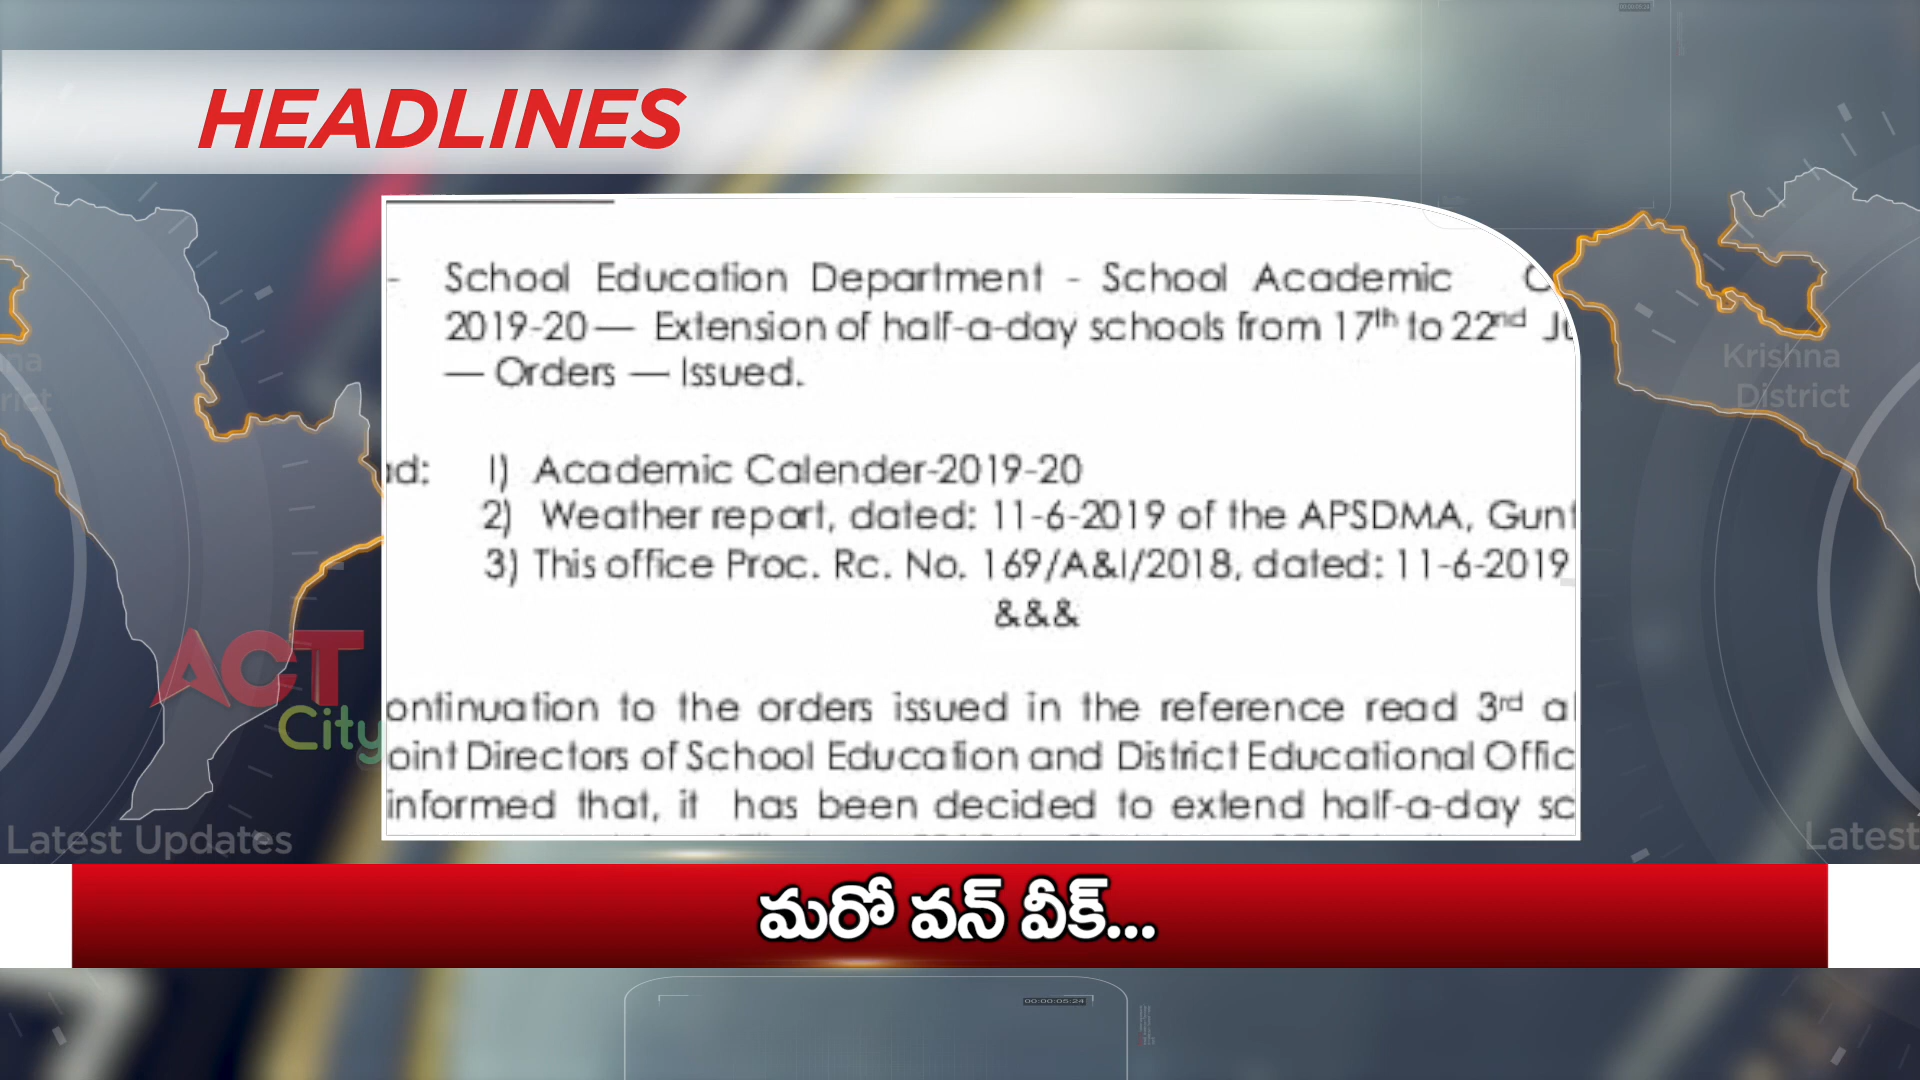 HEADLINES
- School Education Department - School Academic
2019-20— Extension of half-a-day schools from 17th to 22nd
— Orders — Issued.
1) Academic Calender-2019-20
2) Weather report, dated: 11-6-2019 of the APSDMA,
3) This office Proc. Rc. No. 169/A&I/2018, dated: 11-6-2019
&&&
to the orders issued in the reference read 3rd
Directors of School Education and District Educational
informed that, it has been decided to extend half-a-day
Krishna
District
ACT
City
Latest Updates
Latest
మరో వన్ వీక్...
00:00:05:24